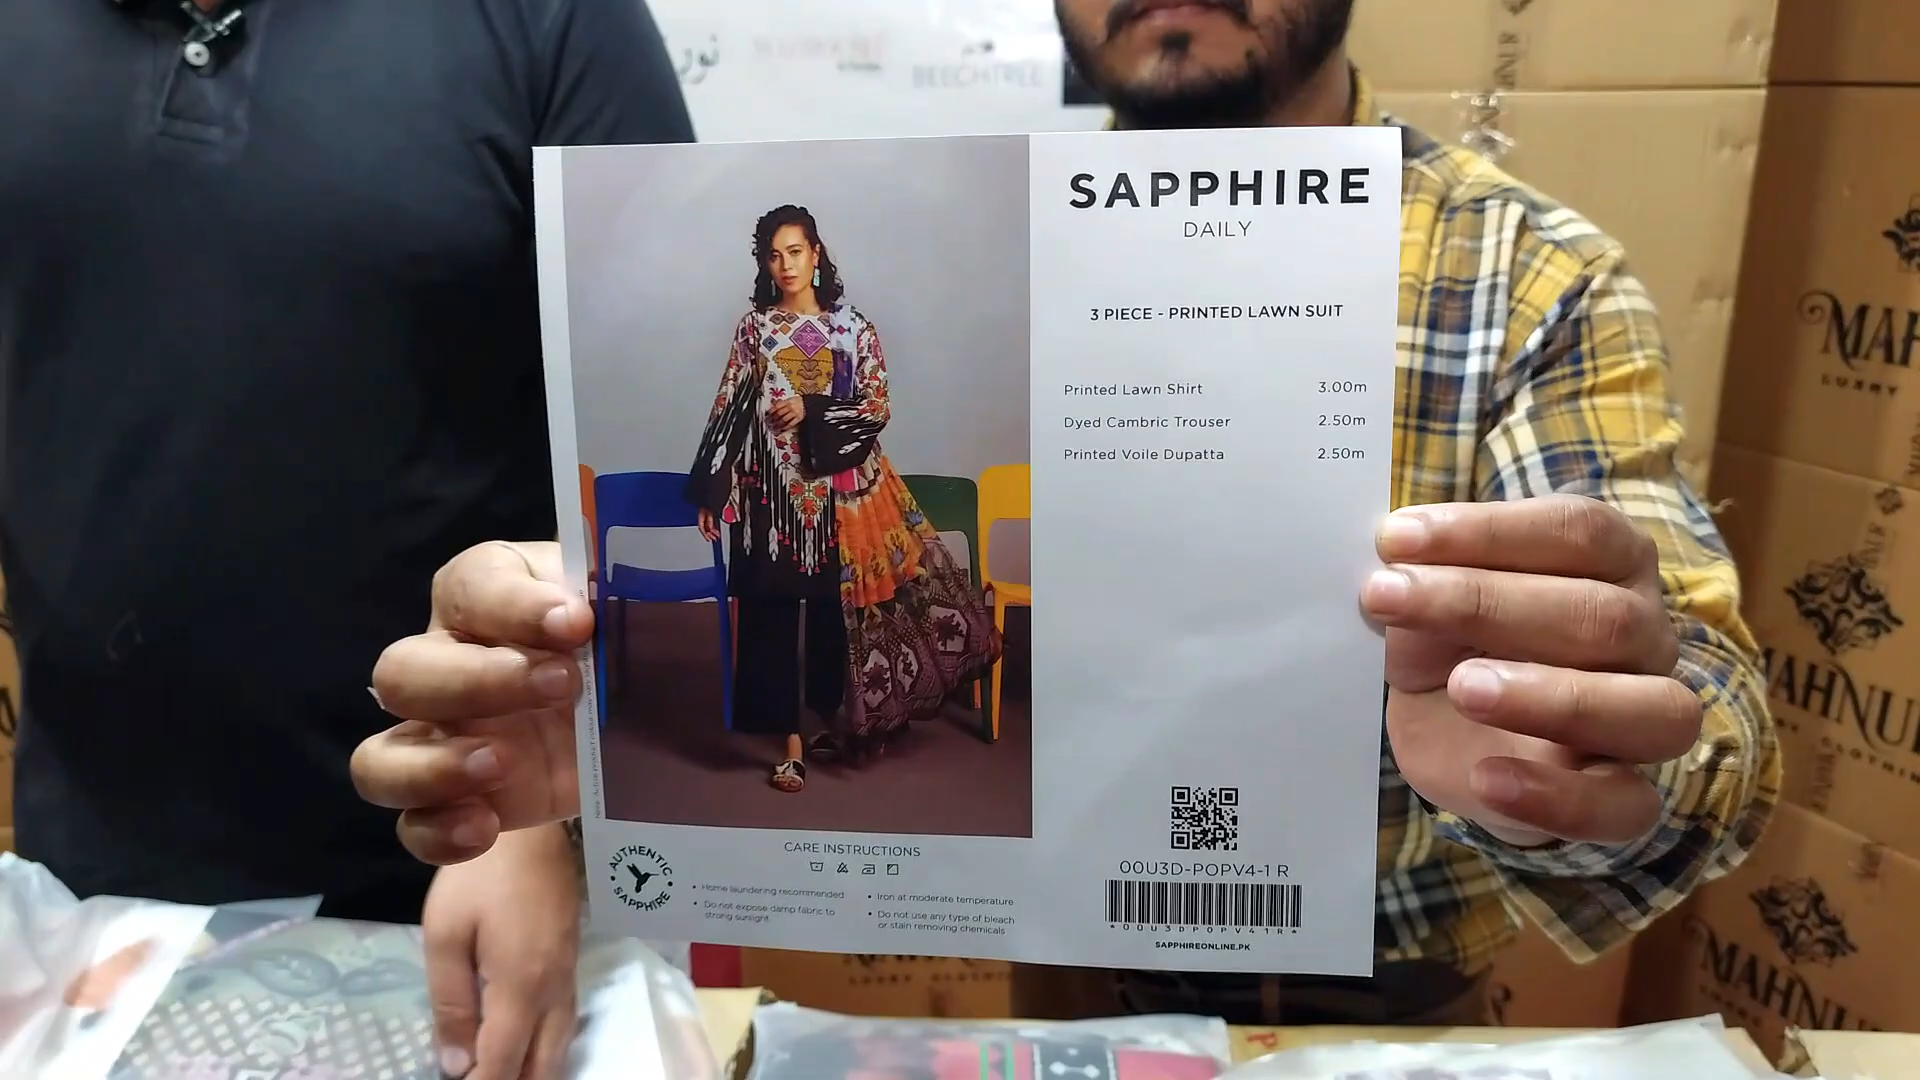 نور
BEECHTREE
SAPPHIRE
DAILY
3 PIECE - PRINTED LAWN SUIT
Printed Lawn Shirt 3.00m
Dyed Cambric Trouser 2.50m
Printed Voile Dupatta 2.50m
CARE INSTRUCTIONS
• Home laundering recommended
• Do not expose damp fabric to
strong sunlight.
• Iron at moderate temperature
• Do not use any type of bleach
or stain removing chemicals
• AUTHENTIC •
SAPPHIRE
00U3D-POPV4-1 R
*00U3DPOPV41R*
SAPPHIREONLINE.PK
MAHNUR